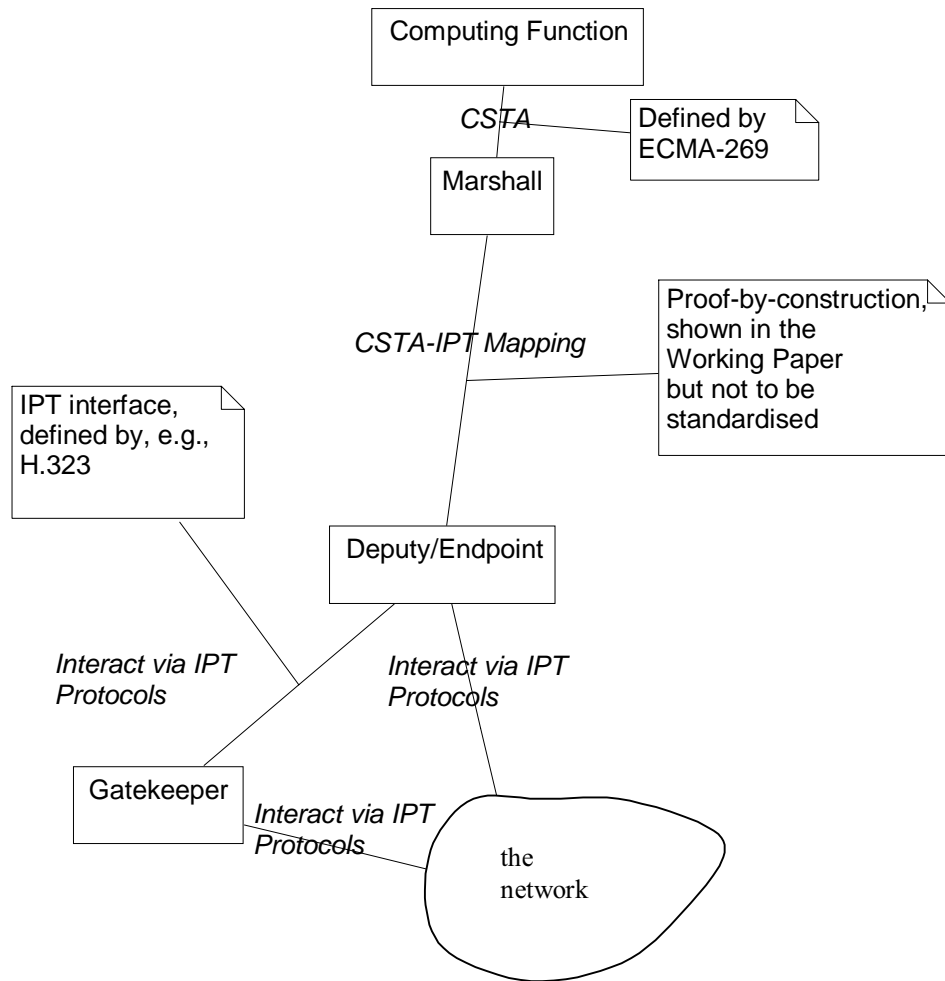 Computing Function
CSTA
Defined by
ECMA-269
Marshall
CSTA-IPT Mapping
Proof-by-construction,
shown in the
Working Paper
but not to be
standardised
IPT interface,
defined by, e.g.,
H.323
Deputy/Endpoint
Interact via IPT
Protocols
Interact via IPT
Protocols
Gatekeeper
Interact via IPT
Protocols
the
network